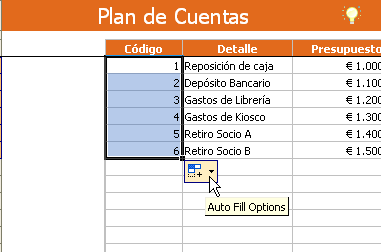 Plan de Cuentas
Código Detalle Presupuesto
1 Reposición de caja € 1.000
2 Depósito Bancario € 1.100
3 Gastos de Librería € 1.200
4 Gastos de Kiosco € 1.300
5 Retiro Socio A € 1.400
6 Retiro Socio B € 1.500
Auto Fill Options